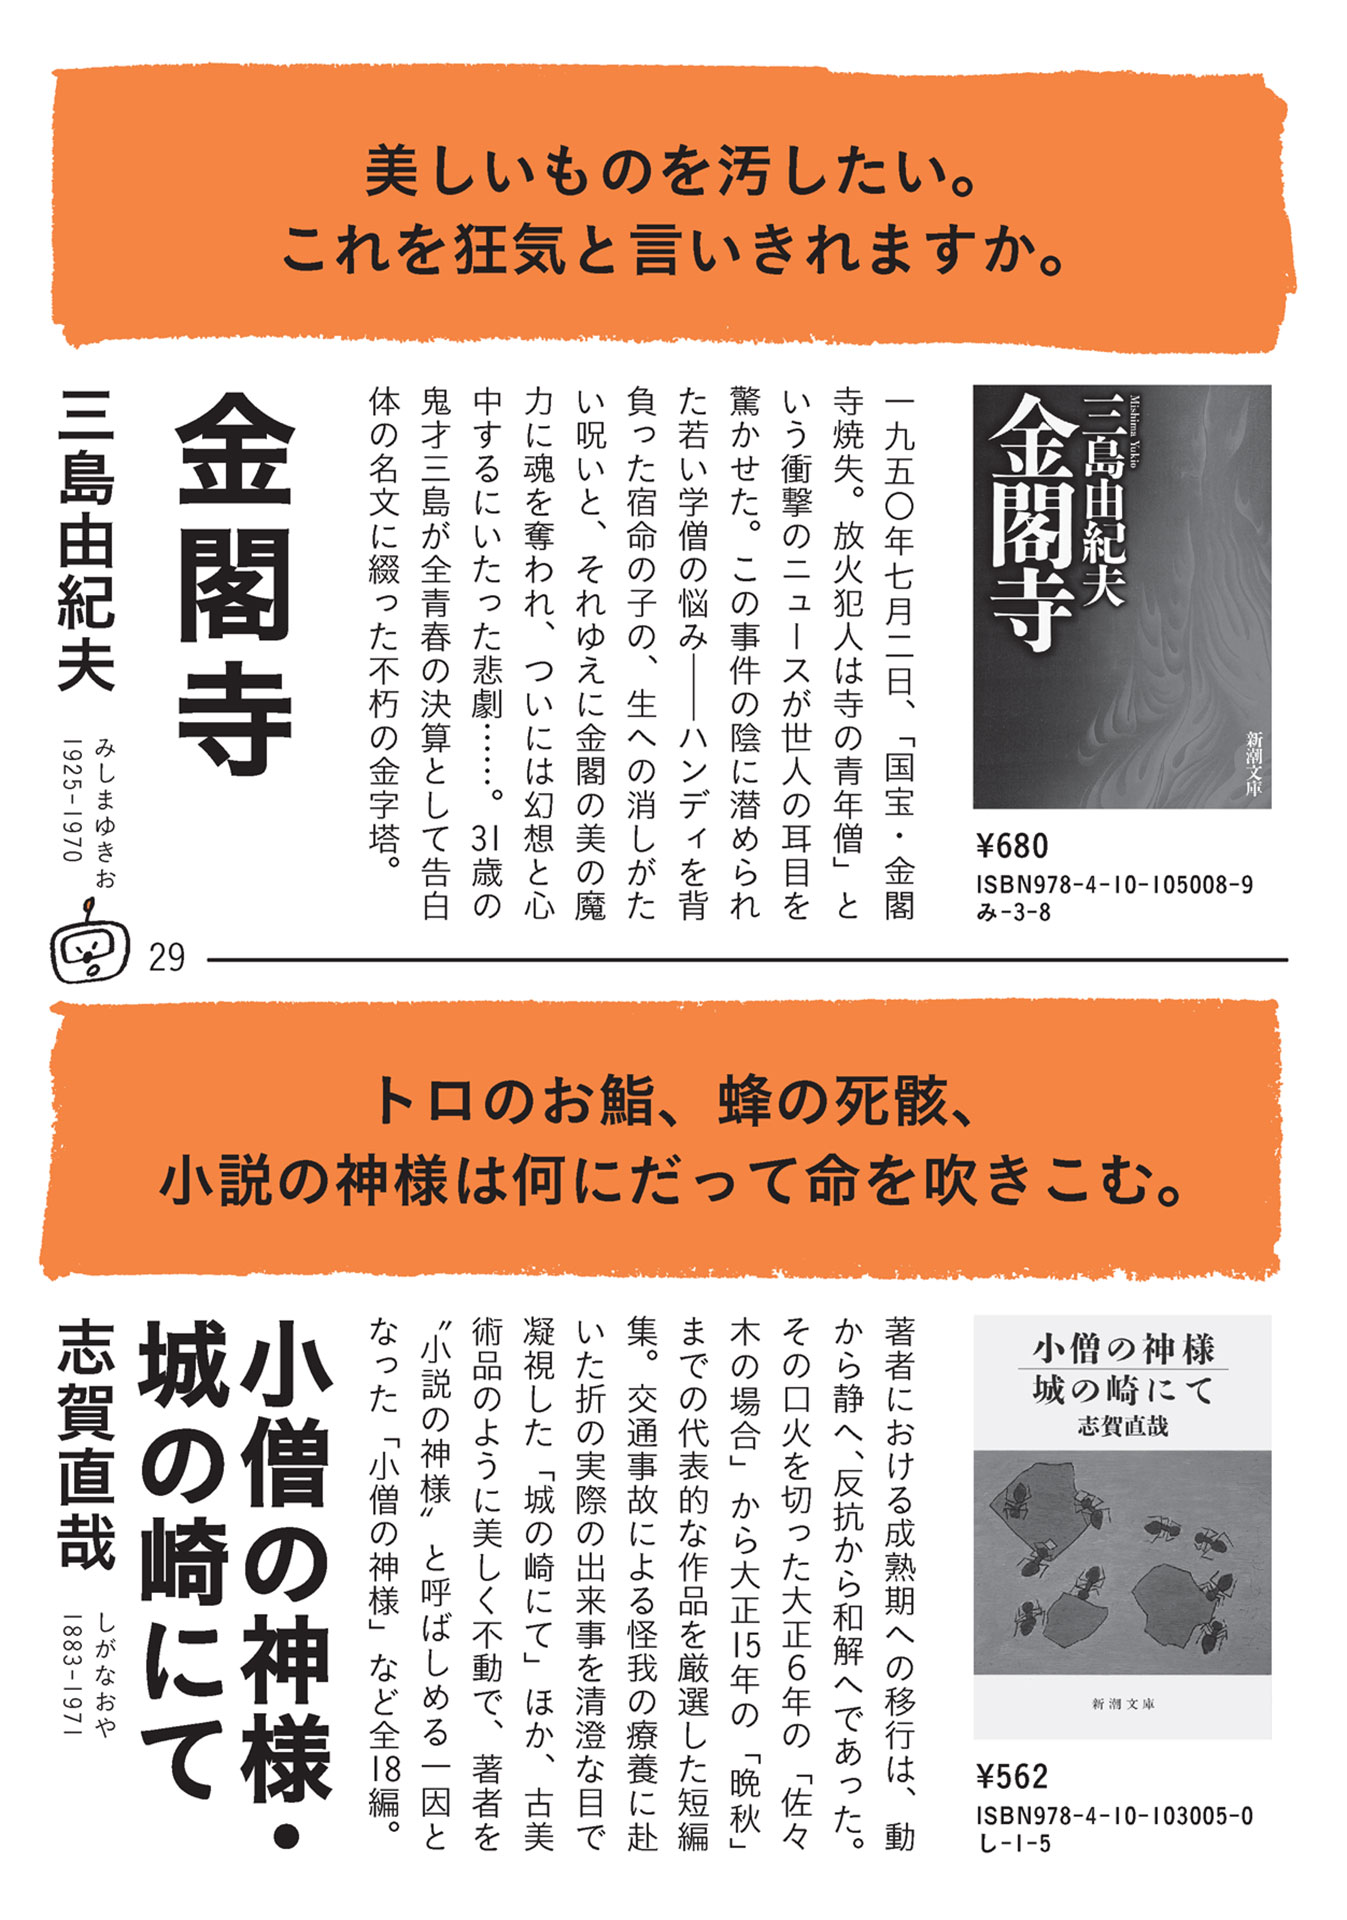 美しいものを汚したい。
これを狂気と言いきれますか。
三島由紀夫
Mishima Yukio
金閣寺
新潮文庫
¥680
ISBN978-4-10-105008-9
み-3-8
一九五〇年七月二日、「国宝・金閣
寺焼失。放火犯人は寺の青年僧」と
いう衝撃のニュースが世人の耳目を
驚かせた。この事件の陰に潜められ
た若い学僧の悩み――ハンディを背
負った宿命の子の、生への消しがた
い呪いと、それゆえに金閣の美の魔
力に魂を奪われ、ついには幻想と心
中するにいたった悲劇……。31歳の
鬼才三島が全青春の決算として告白
体の名文に綴った不朽の金字塔。
金閣寺
三島由紀夫
みしまゆきお
1925-1970
29
トロのお鮨、蜂の死骸、
小説の神様は何にだって命を吹きこむ。
小僧の神様
城の崎にて
志賀直哉
新潮文庫
¥562
ISBN978-4-10-103005-0
し-1-5
著者における成熟期への移行は、動
から静へ、反抗から和解へであった。
その口火を切った大正6年の「佐々
木の場合」から大正15年の「晩秋」
までの代表的な作品を厳選した短編
集。交通事故による怪我の療養に赴
いた折の実際の出来事を清澄な目で
凝視した「城の崎にて」ほか、古美
術品のように美しく不動で、著者を
〝小説の神様〟と呼ばしめる一因と
なった「小僧の神様」など全18編。
小僧の神様・
城の崎にて
志賀直哉
しがなおや
1883-1971